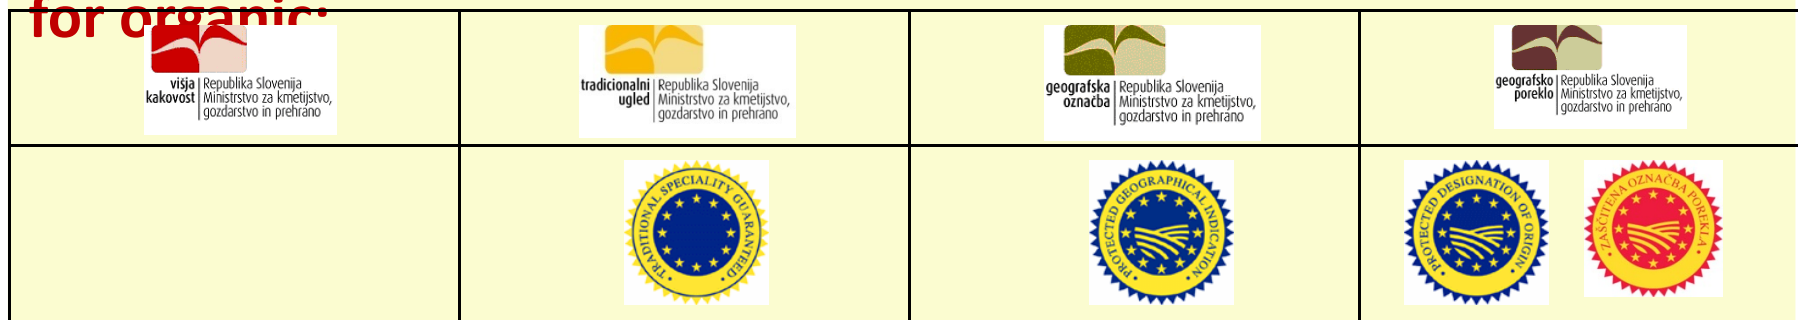 for organic:
višja kakovost
Republika Slovenija
Ministrstvo za kmetijstvo,
gozdarstvo in prehrano
tradicionalni ugled
Republika Slovenija
Ministrstvo za kmetijstvo,
gozdarstvo in prehrano
geografska označba
Republika Slovenija
Ministrstvo za kmetijstvo,
gozdarstvo in prehrano
geografsko poreklo
Republika Slovenija
Ministrstvo za kmetijstvo,
gozdarstvo in prehrano
• TRADITIONAL SPECIALITY GUARANTEED •
• PROTECTED GEOGRAPHICAL INDICATION •
• PROTECTED DESIGNATION OF ORIGIN •
• ZAŠČITENA OZNAČBA POREKLA •